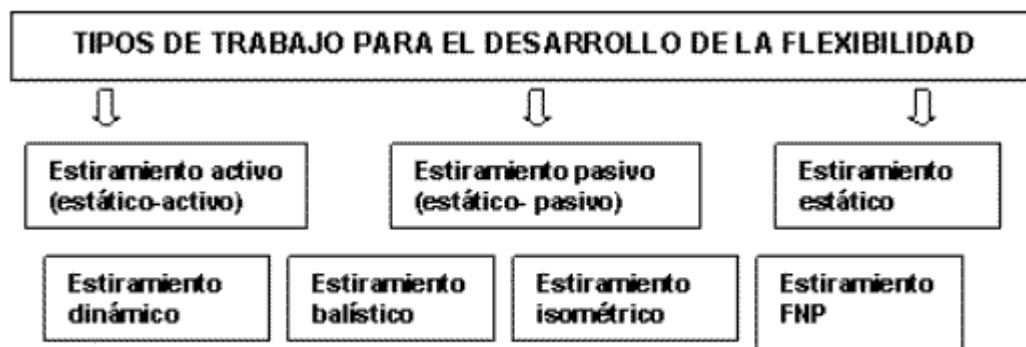 TIPOS DE TRABAJO PARA EL DESARROLLO DE LA FLEXIBILIDAD
Estiramiento activo
(estático-activo)
Estiramiento pasivo
(estático- pasivo)
Estiramiento
estático
Estiramiento
dinámico
Estiramiento
balístico
Estiramiento
isométrico
Estiramiento
FNP